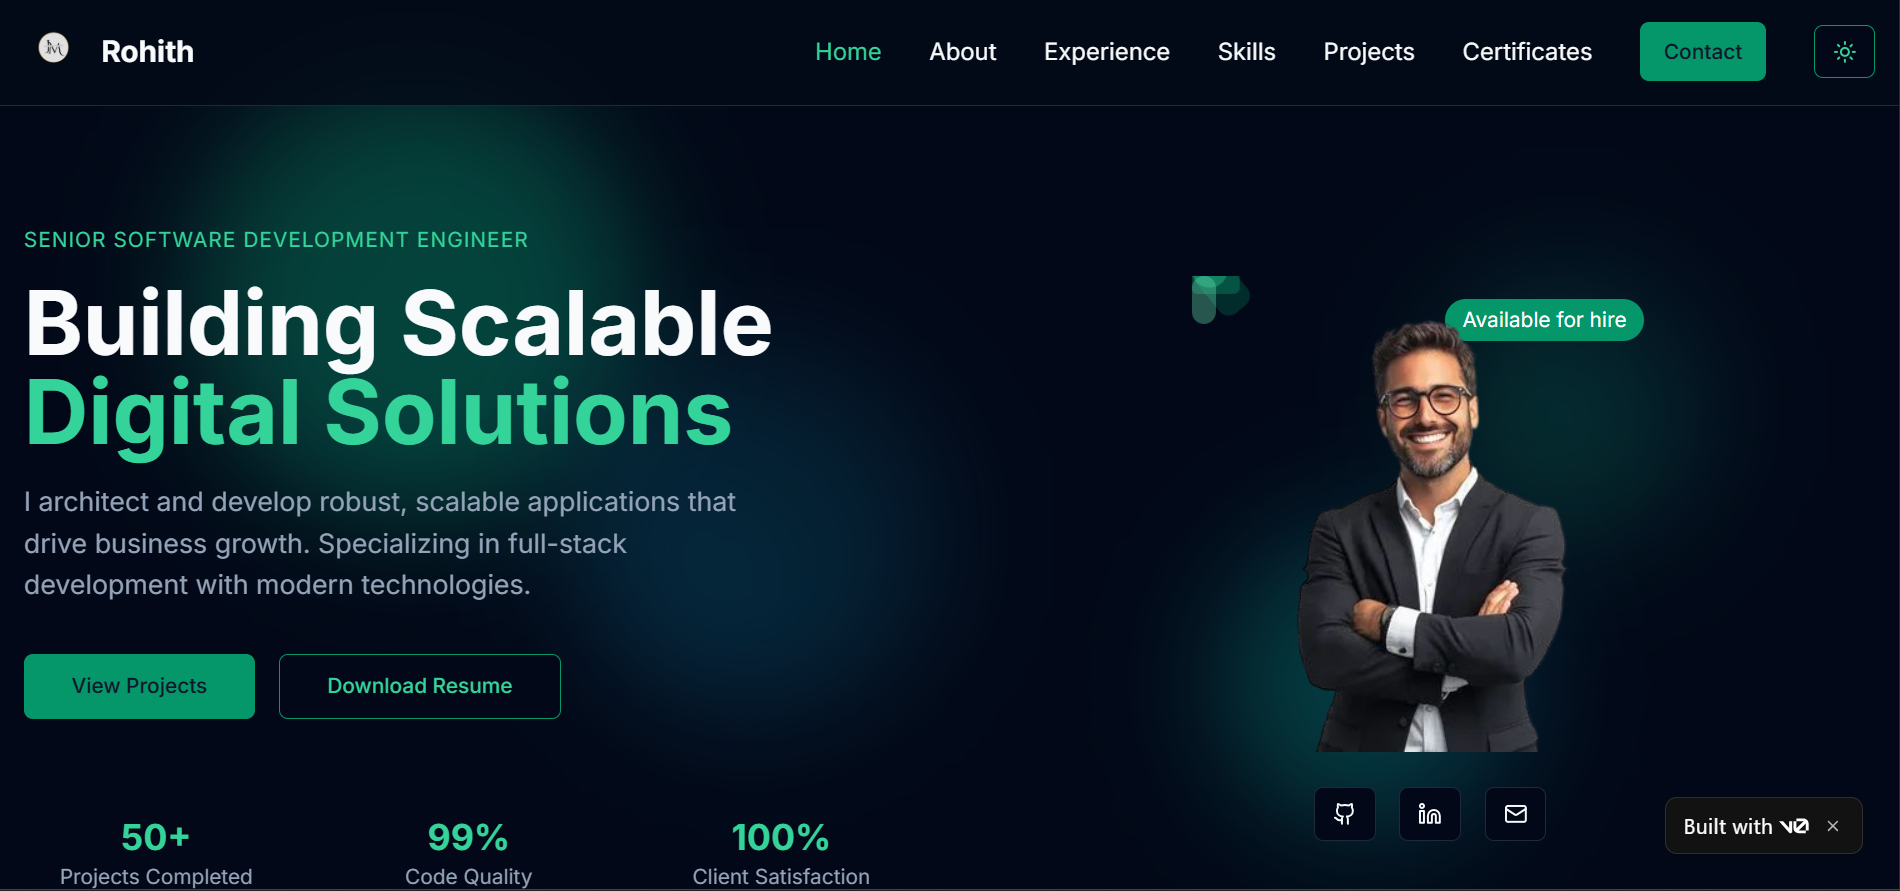 Rohith
Home
About
Experience
Skills
Projects
Certificates
Contact
SENIOR SOFTWARE DEVELOPMENT ENGINEER
Building Scalable
Digital Solutions
I architect and develop robust, scalable applications that
drive business growth. Specializing in full-stack
development with modern technologies.
View Projects
Download Resume
50+
Projects Completed
99%
Code Quality
100%
Client Satisfaction
Available for hire
in
Built with v0